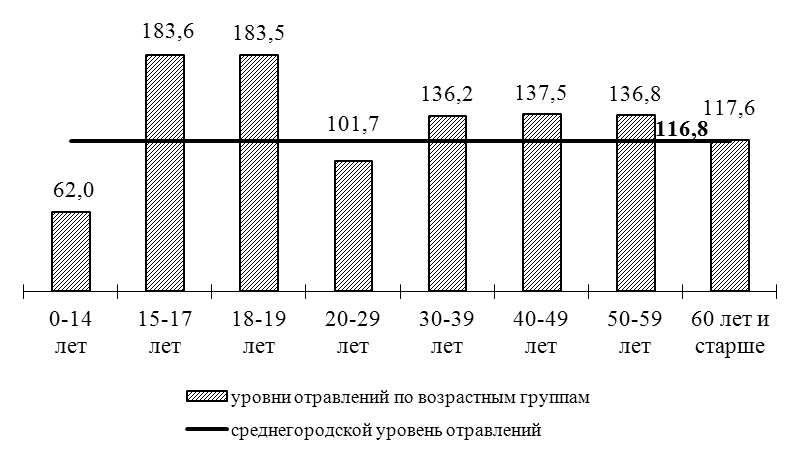 183,6
183,5
136,2
137,5
136,8
117,6
101,7
116,8
62,0
0-14 лет
15-17 лет
18-19 лет
20-29 лет
30-39 лет
40-49 лет
50-59 лет
60 лет и старше
уровни отравлений по возрастным группам
среднегородской уровень отравлений